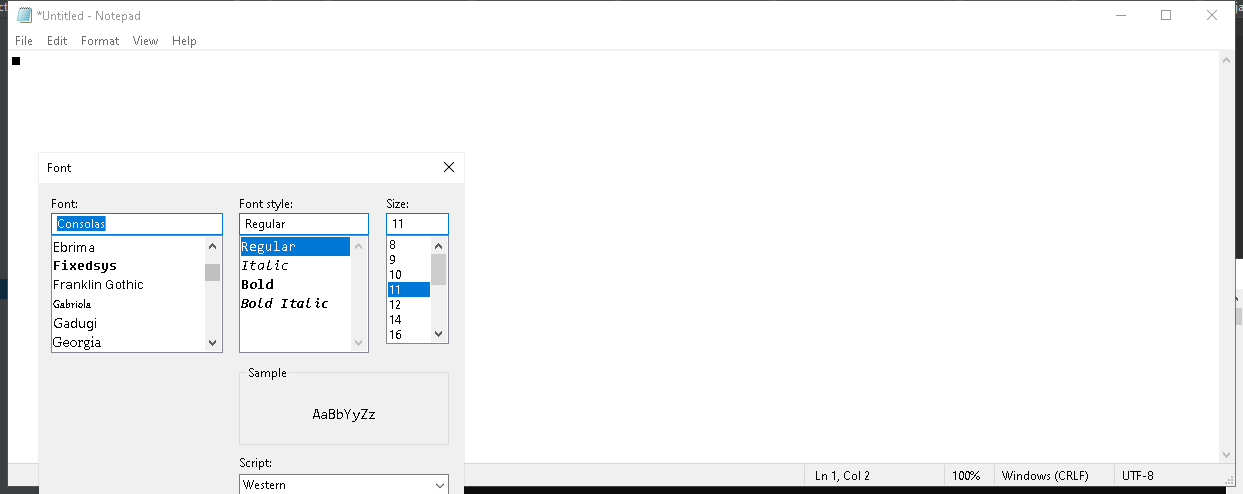 *Untitled - Notepad
File Edit Format View Help
■
Font
Font: Font style: Size:
Consolas Regular 11
Ebrima
Fixedsys
Franklin Gothic
Gabriola
Gadugi
Georgia
Regular
Italic
Bold
Bold Italic
8
9
10
11
12
14
16
Sample
AaBbYyZz
Script:
Western
Ln 1, Col 2 100% Windows (CRLF) UTF-8